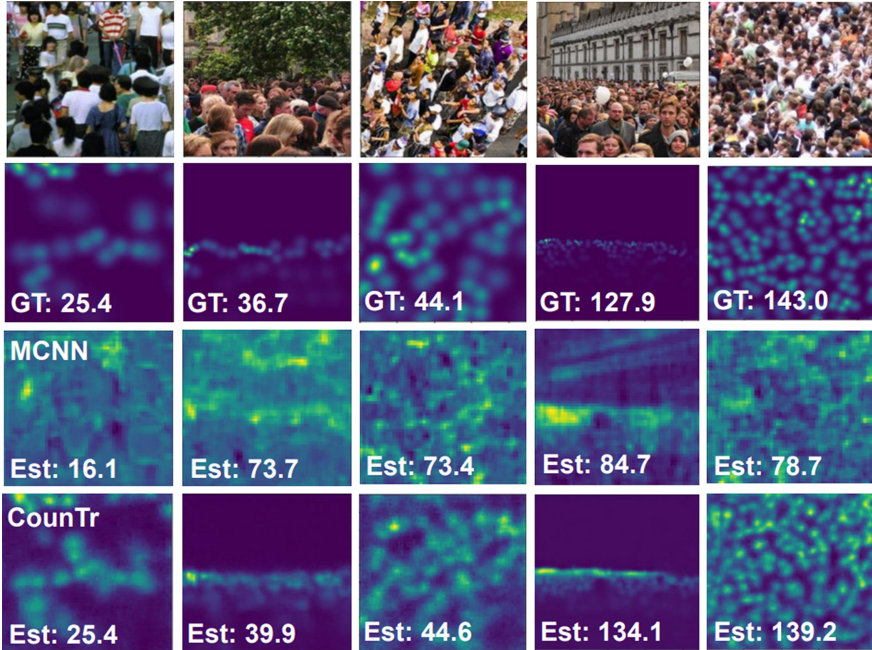 GT: 25.4
GT: 36.7
GT: 44.1
GT: 127.9
GT: 143.0
MCNN
Est: 16.1
Est: 73.7
Est: 73.4
Est: 84.7
Est: 78.7
CounTr
Est: 25.4
Est: 39.9
Est: 44.6
Est: 134.1
Est: 139.2